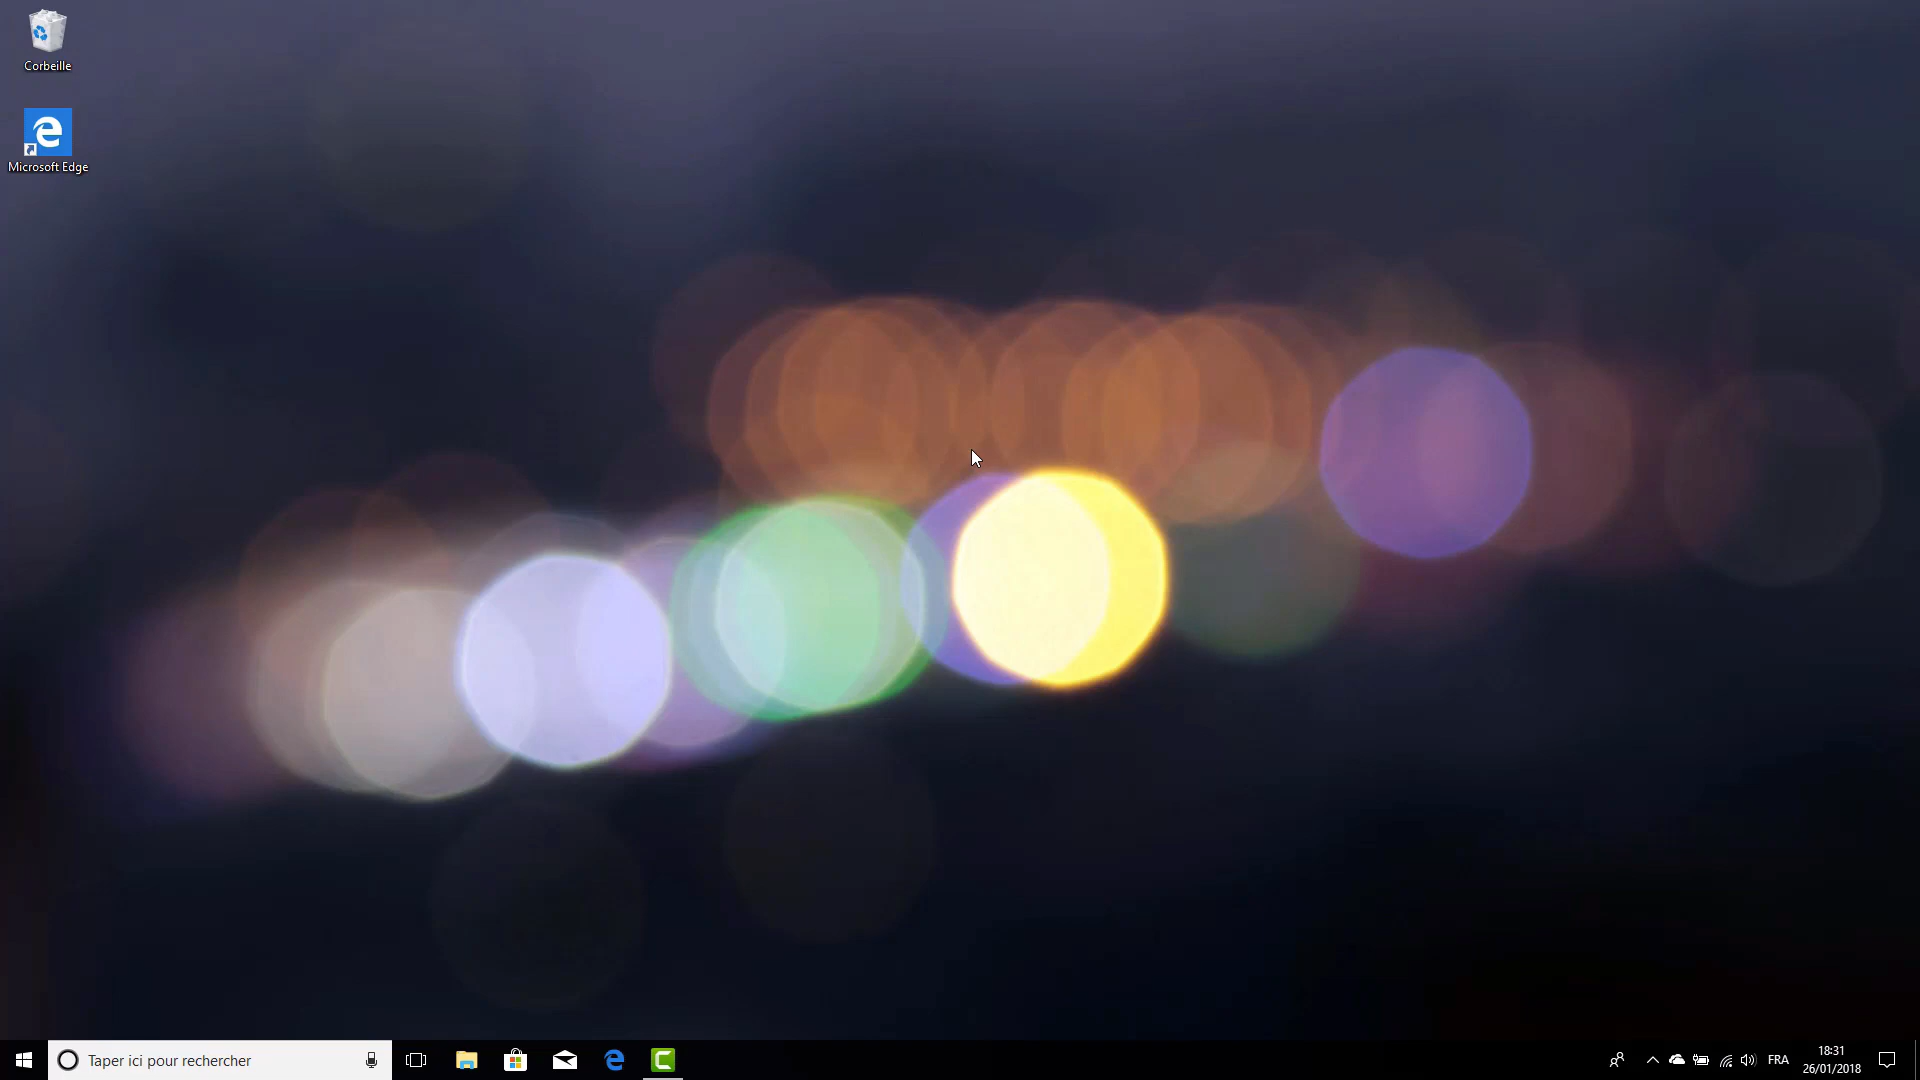 Corbeille
Microsoft Edge
Taper ici pour rechercher
FRA
18:31
26/01/2018